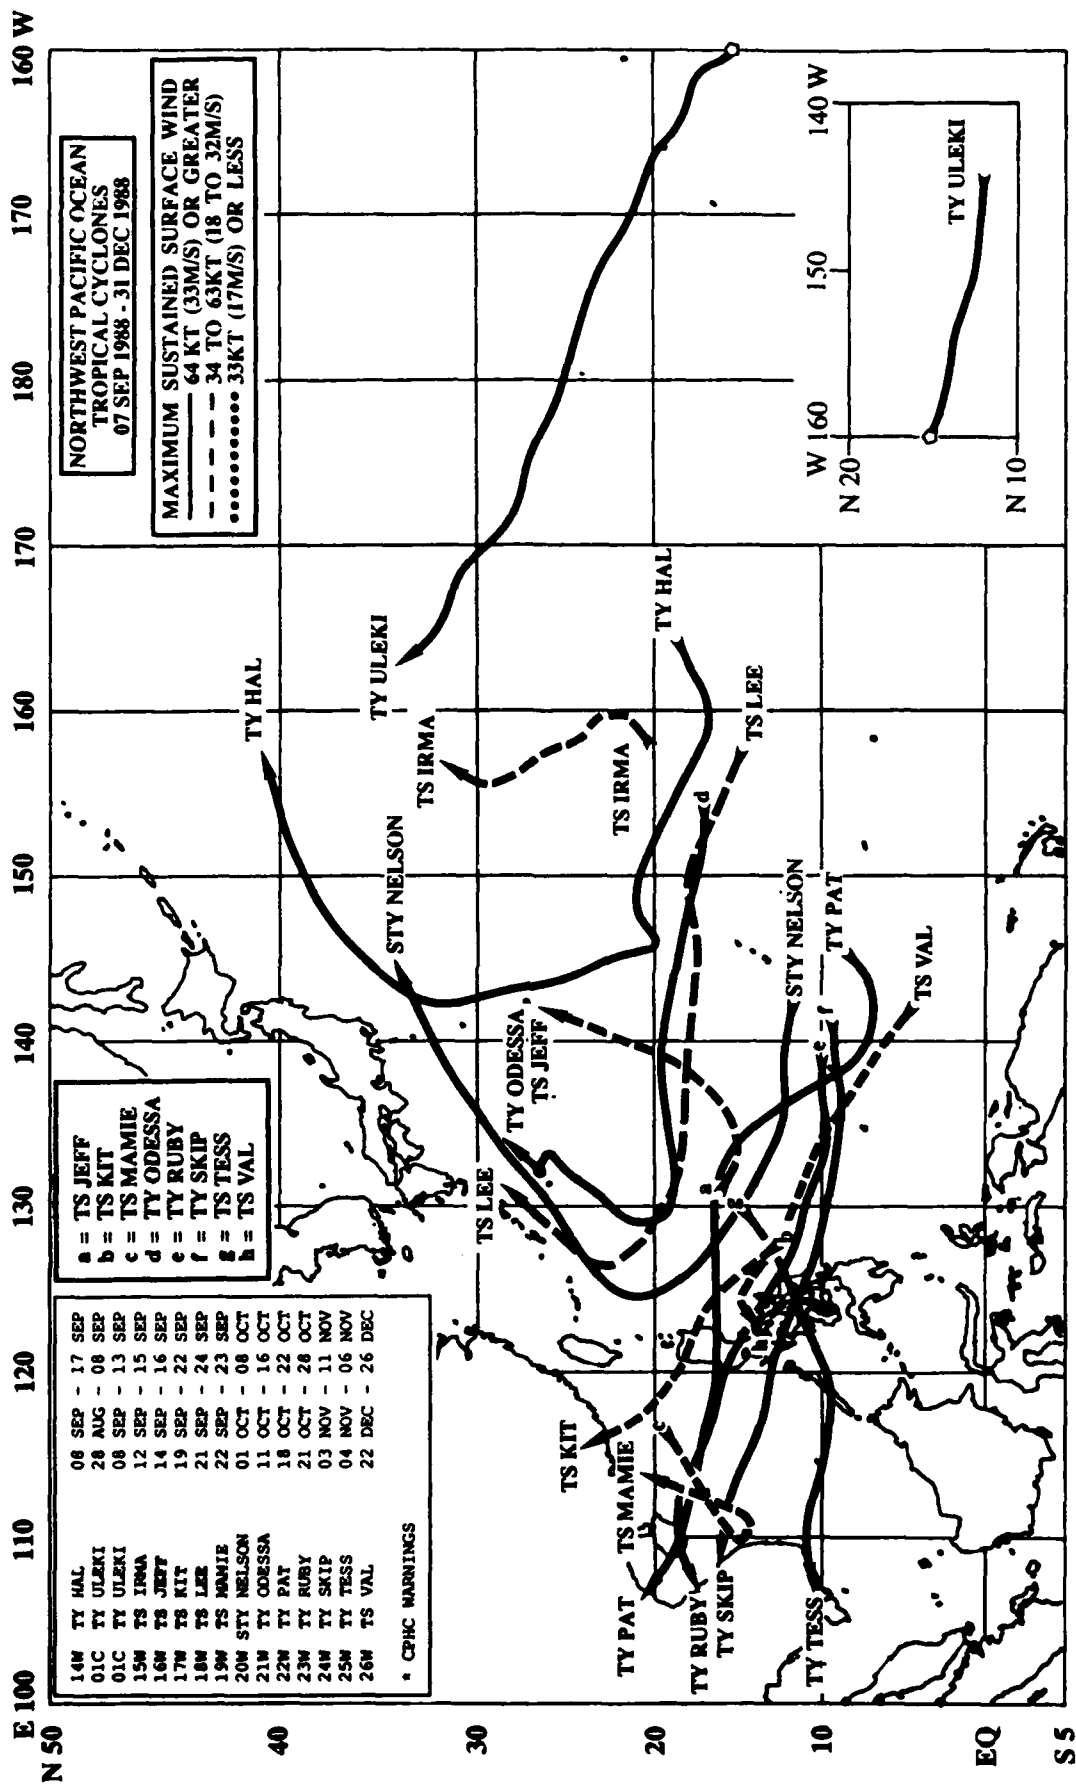 NORTHWEST PACIFIC OCEAN
TROPICAL CYCLONES
07 SEP 1988 - 31 DEC 1988
MAXIMUM SUSTAINED SURFACE WIND
64 KT (33M/S) OR GREATER
34 TO 63KT (18 TO 32M/S)
33KT (17M/S) OR LESS
E 100
110
120
130
140
150
160
170
180
170
160 W
N 50
40
30
20
10
EQ
S 5
14W TY HAL 08 SEP - 17 SEP
01C TY ULEKI 28 AUG - 08 SEP
01C TY ULEKI 08 SEP - 13 SEP
15W TS IRMA 12 SEP - 15 SEP
16W TS JEFF 14 SEP - 16 SEP
17W TS KIT 19 SEP - 22 SEP
18W TS LEE 21 SEP - 24 SEP
19W TS MAMIE 22 SEP - 23 SEP
20W STY NELSON 01 OCT - 08 OCT
21W TY ODESSA 11 OCT - 16 OCT
22W TY PAT 18 OCT - 22 OCT
23W TY RUBY 21 OCT - 28 OCT
24W TY SKIP 03 NOV - 11 NOV
25W TY TESS 04 NOV - 06 NOV
26W TS VAL 22 DEC - 26 DEC
* CPHC WARNINGS
a = TS JEFF
b = TS KIT
c = TS MAMIE
d = TY ODESSA
e = TY RUBY
f = TY SKIP
g = TS TESS
h = TS VAL
TY HAL
STY NELSON
TY ULEKI
TS IRMA
TS IRMA
TY HAL
TS LEE
d
TY ODESSA
TS JEFF
TS LEE
STY NELSON
TY PAT
TS VAL
e
f
a
g
b
h
c
TS KIT
TS MAMIE
TY PAT
TY RUBY
TY SKIP
TY TESS
W 160
150
140 W
N 20
N 10
TY ULEKI